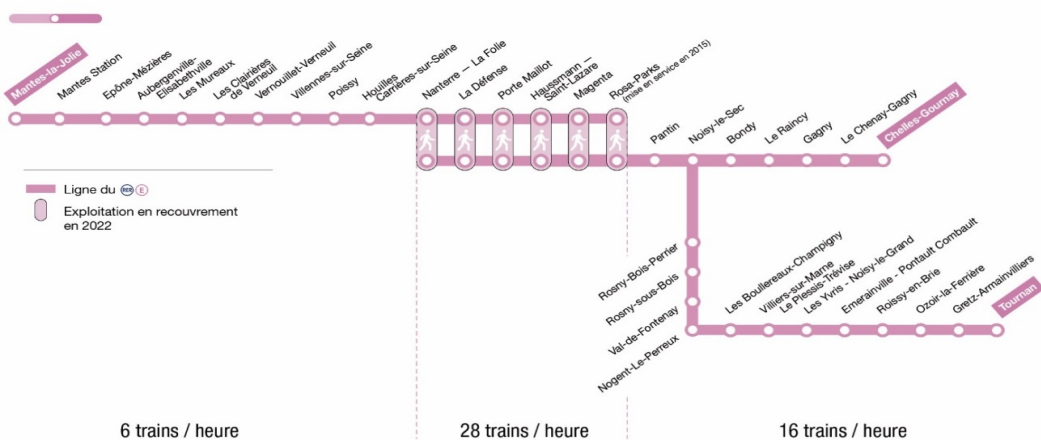 Mantes-la-Jolie
Mantes Station
Epône-Mézières
Aubergenville-
Elisabethville
Les Mureaux
Les Clairières
de Verneuil
Vernouillet-Verneuil
Villennes-sur-Seine
Poissy
Houilles
Carrières-sur-Seine
Nanterre – La Folie
La Défense
Porte Maillot
Haussmann –
Saint-Lazare
Magenta
Rosa-Parks
(mise en service en 2015)
Pantin
Noisy-le-Sec
Bondy
Le Raincy
Gagny
Le Chenay-Gagny
Chelles-Gournay
Ligne du RER E
Exploitation en recouvrement
en 2022
Rosny-Bois-Perrier
Rosny-sous-Bois
Val-de-Fontenay
Nogent-Le-Perreux
Les Boullereaux-Champigny
Villiers-sur-Marne
Le Plessis-Trévise
Les Yvris - Noisy-le-Grand
Emerainville - Pontault Combault
Roissy-en-Brie
Ozoir-la-Ferrière
Gretz-Armainvilliers
Tournan
6 trains / heure
28 trains / heure
16 trains / heure